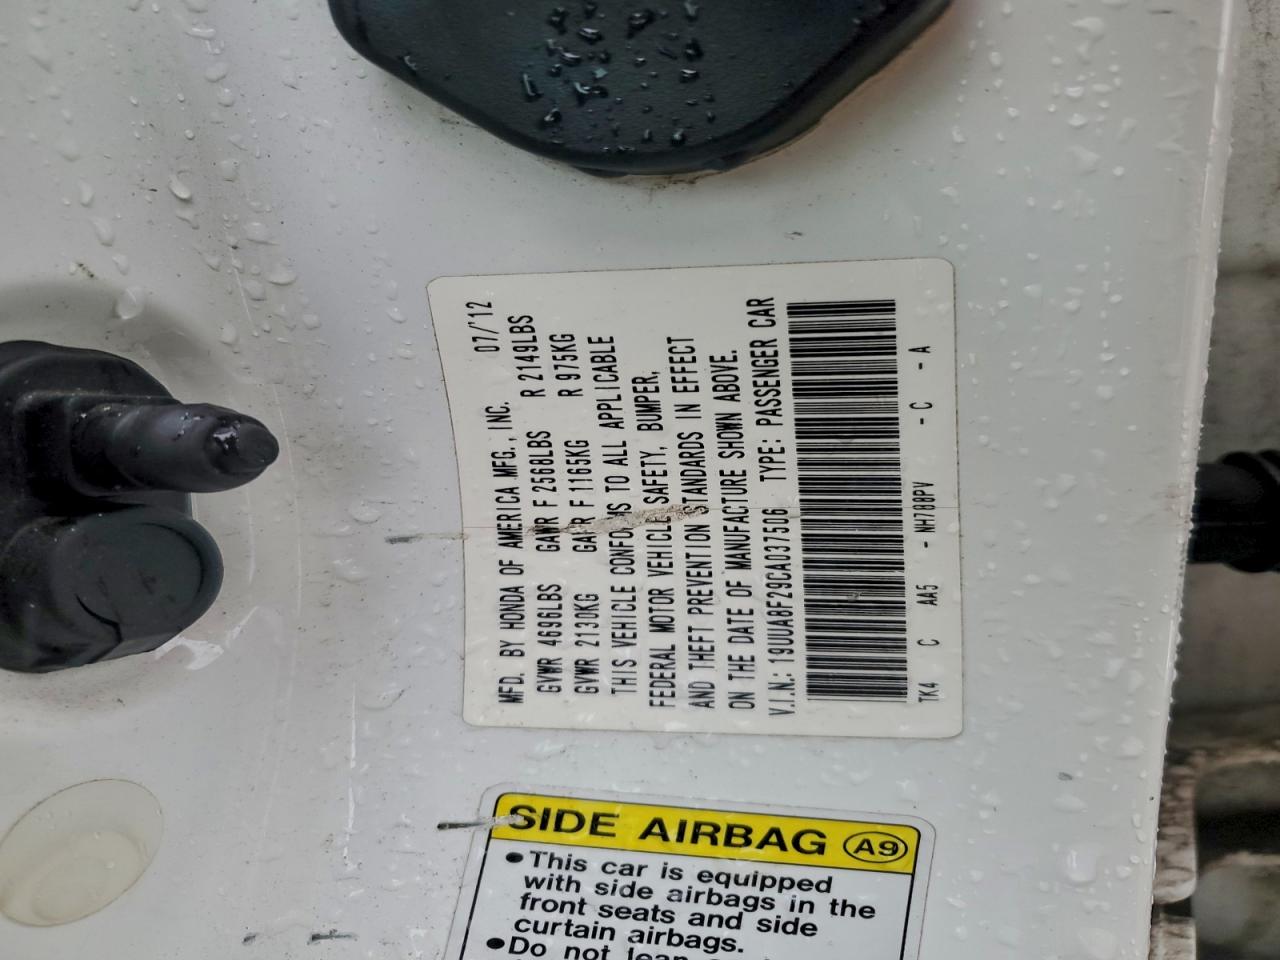 MFD. BY HONDA OF AMERICA MFG., INC. 07/'12
GVWR 4696LBS GAWR F 2568LBS R 2149LBS
GVWR 2130KG GAWR F 1165KG R 975KG
THIS VEHICLE CONFORMS TO ALL APPLICABLE
FEDERAL MOTOR VEHICLE SAFETY, BUMPER,
AND THEFT PREVENTION STANDARDS IN EFFECT
ON THE DATE OF MANUFACTURE SHOWN ABOVE.
V.I.N.: 19UUA8F29CA037506 TYPE: PASSENGER CAR
TK4 C AA5 - NH788PV - C - A
SIDE AIRBAG A9
●This car is equipped
with side airbags in the
front seats and side
curtain airbags.
●Do not lean